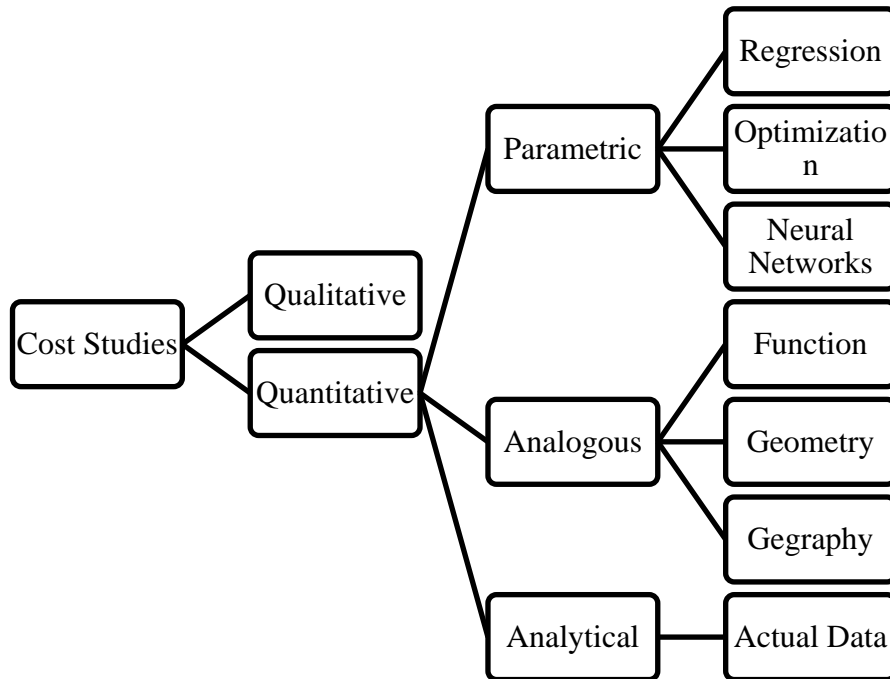 Regression
Parametric
Optimizatio
n
Neural
Networks
Qualitative
Cost Studies
Quantitative
Function
Analogous
Geometry
Gegraphy
Analytical
Actual Data